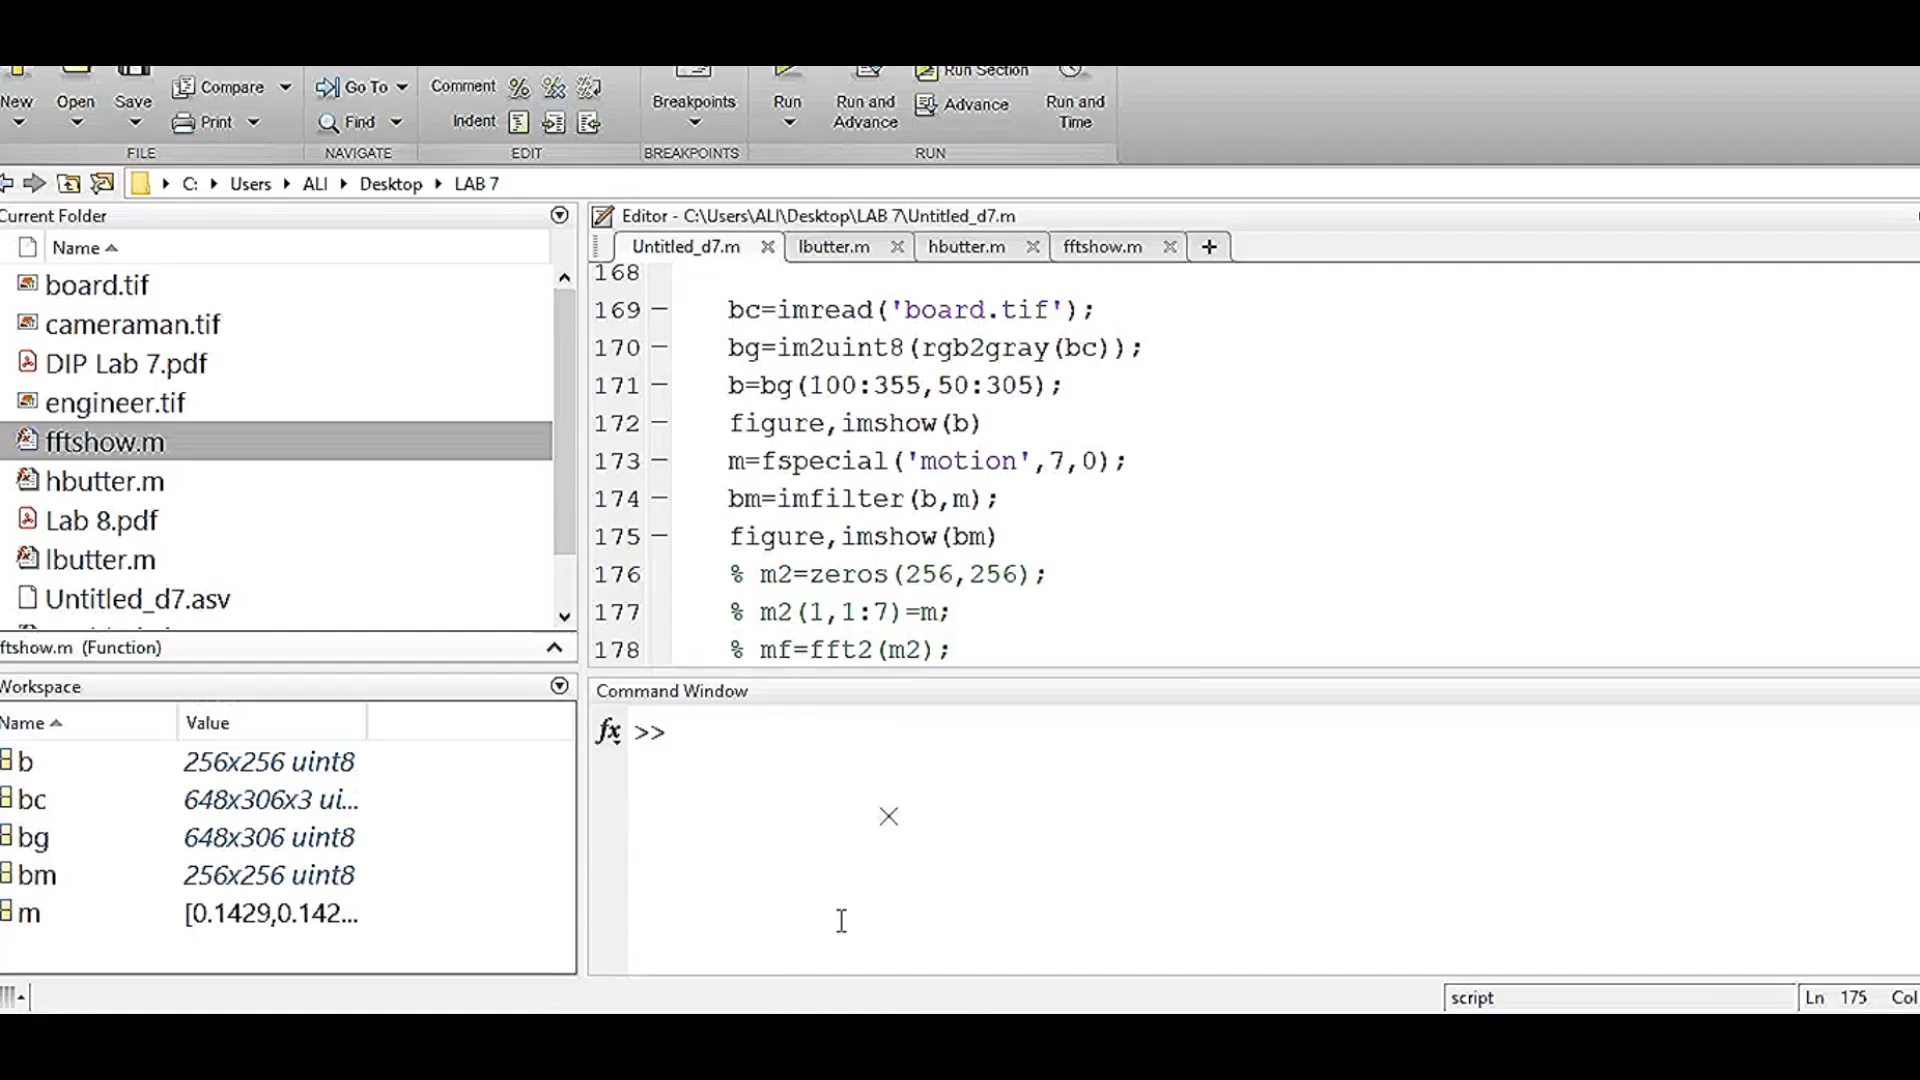 Compare
Go To
Comment
Run Section
New
Open
Save
Breakpoints
Run
Run and Advance
Advance
Run and Time
Print
Find
Indent
FILE
NAVIGATE
EDIT
BREAKPOINTS
RUN
C: Users ALI Desktop LAB 7
Current Folder
Name
board.tif
cameraman.tif
DIP Lab 7.pdf
engineer.tif
fftshow.m
hbutter.m
Lab 8.pdf
lbutter.m
Untitled_d7.asv
ftshow.m (Function)
Workspace
Name Value
b 256x256 uint8
bc 648x306x3 ui...
bg 648x306 uint8
bm 256x256 uint8
m [0.1429,0.142...
Editor - C:\Users\ALI\Desktop\LAB 7\Untitled_d7.m
Untitled_d7.m lbutter.m hbutter.m fftshow.m
168
169 bc=imread('board.tif');
170 bg=im2uint8(rgb2gray(bc));
171 b=bg(100:355,50:305);
172 figure,imshow(b)
173 m=fspecial('motion',7,0);
174 bm=imfilter(b,m);
175 figure,imshow(bm)
176 % m2=zeros(256,256);
177 % m2(1,1:7)=m;
178 % mf=fft2(m2);
Command Window
fx >>
script
Ln 175 Col